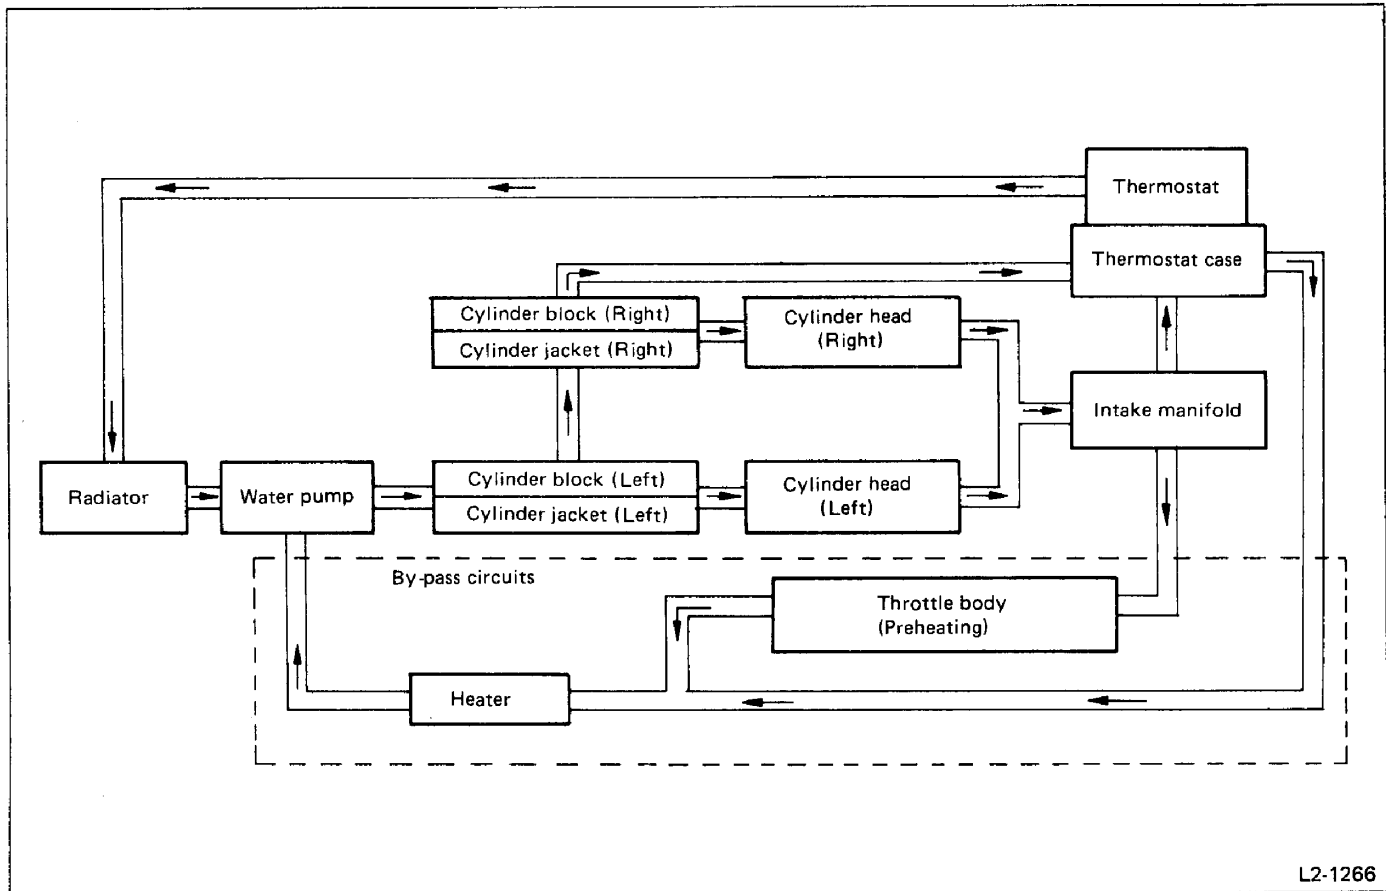 Thermostat
Thermostat case
Cylinder block (Right)
Cylinder jacket (Right)
Cylinder head
(Right)
Intake manifold
Radiator
Water pump
Cylinder block (Left)
Cylinder jacket (Left)
Cylinder head
(Left)
By-pass circuits
Throttle body
(Preheating)
Heater
L2-1266